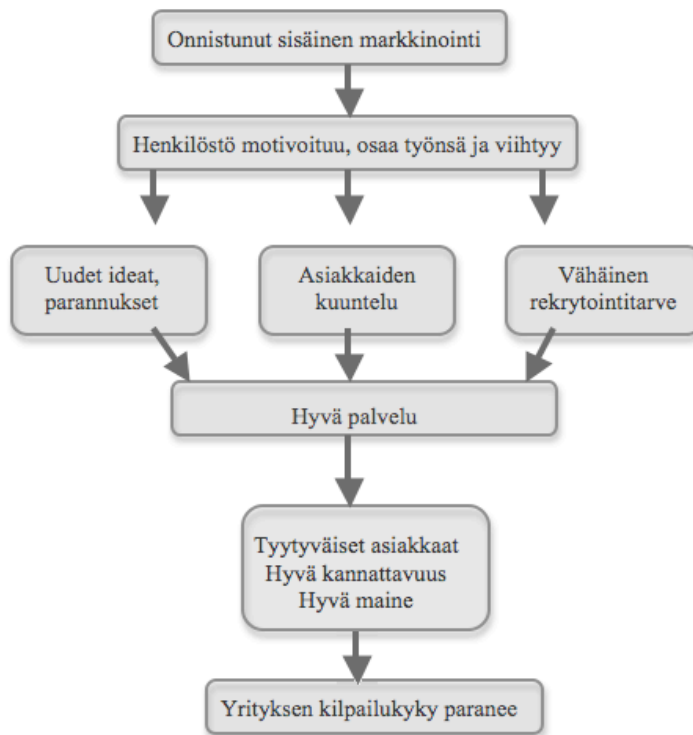 Onnistunut sisäinen markkinointi
Henkilöstö motivoituu, osaa työnsä ja viihtyy
Uudet ideat,
parannukset
Asiakkaiden
kuuntelu
Vähäinen
rekrytointitarve
Hyvä palvelu
Tyytyväiset asiakkaat
Hyvä kannattavuus
Hyvä maine
Yrityksen kilpailukyky paranee